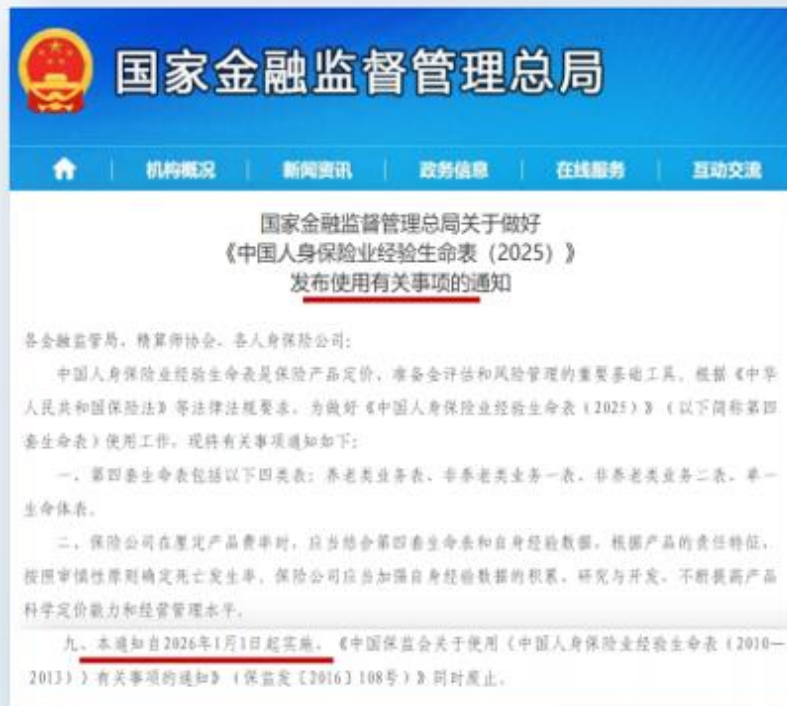 国家金融监督管理总局
机构概况 新闻资讯 政务信息 在线服务 互动交流
国家金融监督管理总局关于做好
《中国人身保险业经验生命表（2025）》
发布使用有关事项的通知
各金融监管局，精算师协会，各人身保险公司：
中国人身保险业经验生命表是保险产品定价、准备金评估和风险管理的重要基础工具。根据《中华
人民共和国保险法》等法律法规要求，为做好《中国人身保险业经验生命表（2025）》（以下简称第四
套生命表）使用工作，现将有关事项通知如下：
一、第四套生命表包括以下四类表：养老类业务表、非养老类业务一表、非养老类业务二表、单一
生命体表。
二、保险公司在厘定产品费率时，应当结合第四套生命表和自身经验数据，根据产品的责任特征，
按照审慎性原则确定死亡发生率。保险公司应当加强自身经验数据的积累、研究与开发，不断提高产品
科学定价能力和经营管理水平。
九、本通知自2026年1月1日起实施。《中国保监会关于使用〈中国人身保险业经验生命表（2010—
2013）〉有关事项的通知》（保监发〔2016〕108号）同时废止。